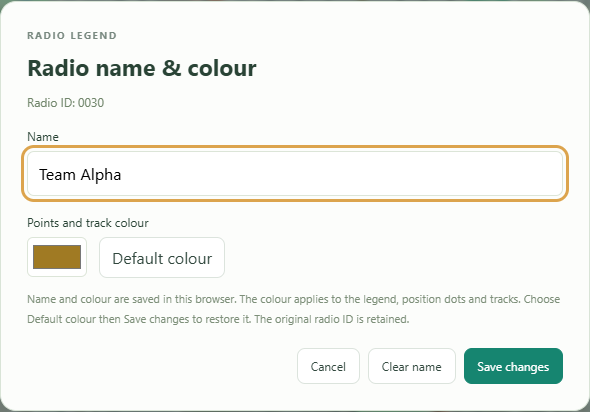 RADIO LEGEND
Radio name & colour
Radio ID: 0030
Name
Team Alpha
Points and track colour
Default colour
Name and colour are saved in this browser. The colour applies to the legend, position dots and tracks. Choose
Default colour then Save changes to restore it. The original radio ID is retained.
Cancel
Clear name
Save changes